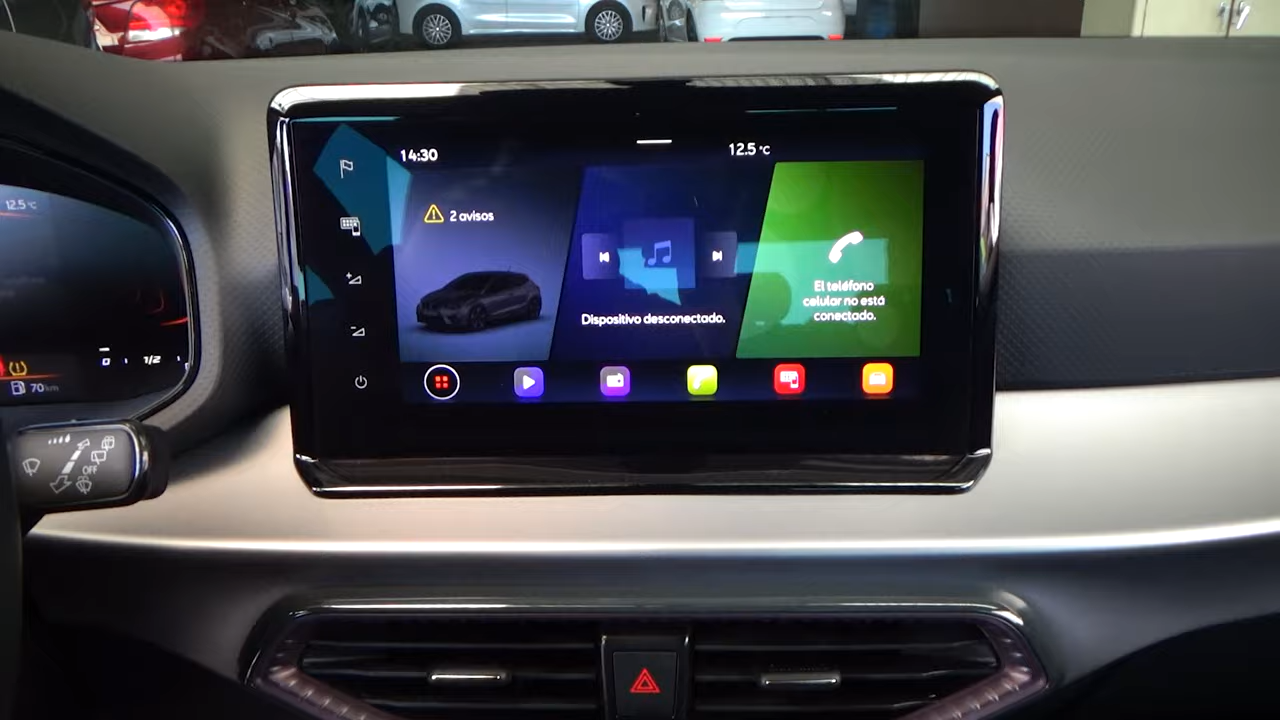 14:30
12.5 °C
2 avisos
Dispositivo desconectado.
El teléfono
celular no está
conectado.
12.5 °C
1/2
70 km
OFF